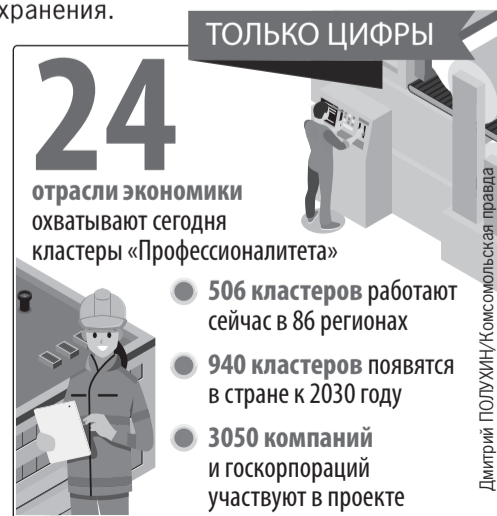 хранения.
ТОЛЬКО ЦИФРЫ
24
отрасли экономики
охватывают сегодня
кластеры «Профессионалитета»
506 кластеров работают
сейчас в 86 регионах
940 кластеров появятся
в стране к 2030 году
3050 компаний
и госкорпораций
участвуют в проекте
Дмитрий ПОЛУХИН/Комсомольская правда